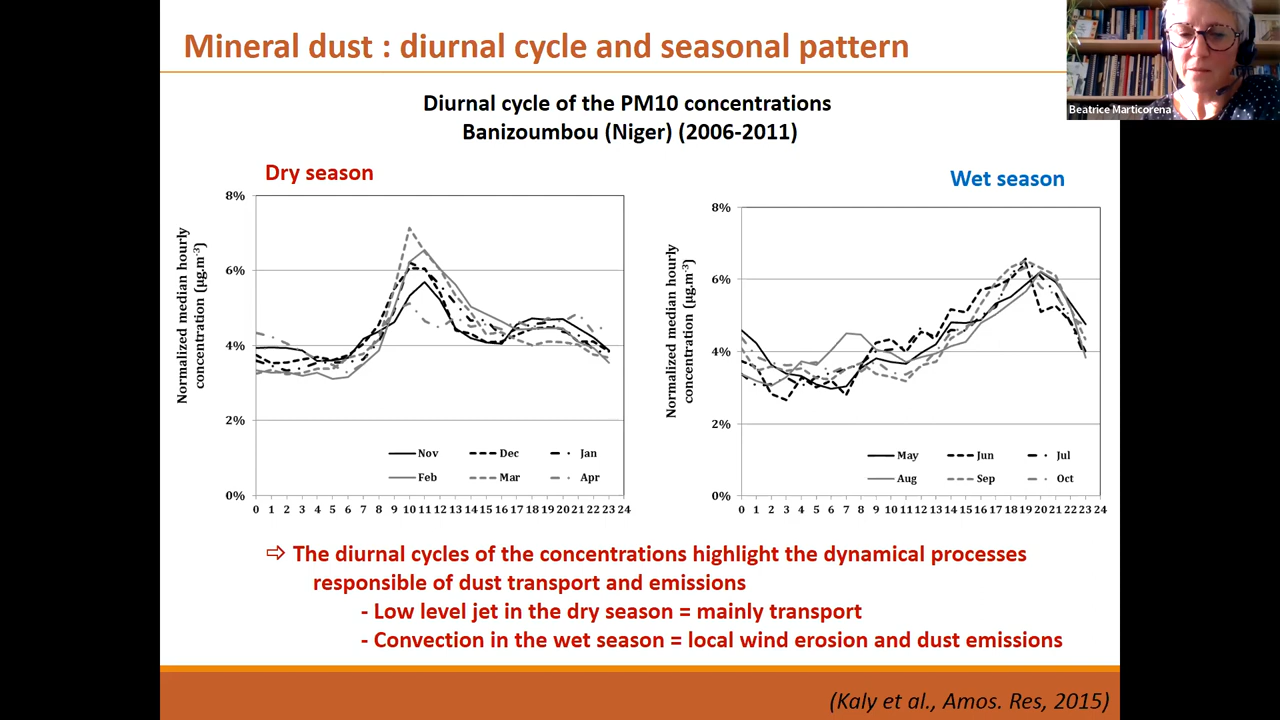 Mineral dust : diurnal cycle and seasonal pattern
Beatrice Marticorena
Diurnal cycle of the PM10 concentrations
Banizoumbou (Niger) (2006-2011)
Dry season
Normalized median hourly
concentration (µg.m-3)
8%
6%
4%
2%
0%
Nov Dec Jan
Feb Mar Apr
0 1 2 3 4 5 6 7 8 9 10 11 12 13 14 15 16 17 18 19 20 21 22 23 24
Wet season
Normalized median hourly
concentration (µg.m-3)
8%
6%
4%
2%
0%
May Jun Jul
Aug Sep Oct
0 1 2 3 4 5 6 7 8 9 10 11 12 13 14 15 16 17 18 19 20 21 22 23 24
⇨ The diurnal cycles of the concentrations highlight the dynamical processes
responsible of dust transport and emissions
- Low level jet in the dry season = mainly transport
- Convection in the wet season = local wind erosion and dust emissions
(Kaly et al., Amos. Res, 2015)